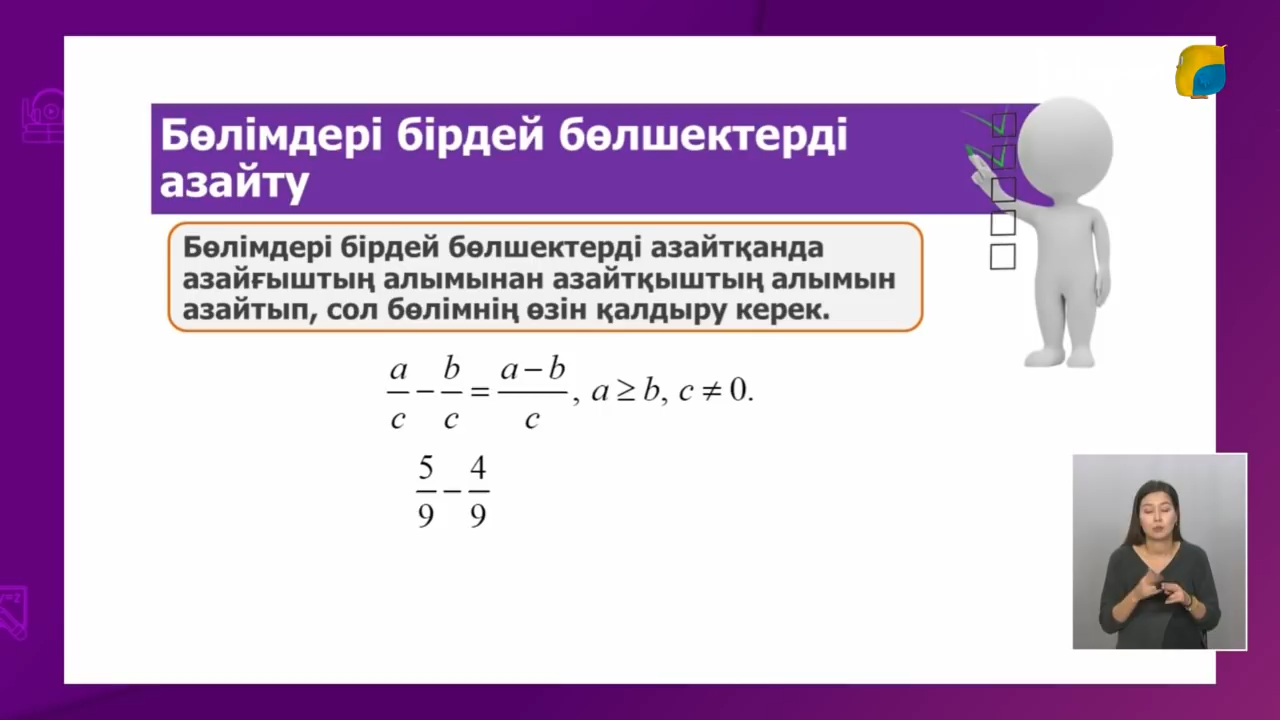 Бөлімдері бірдей бөлшектерді
азайту
Бөлімдері бірдей бөлшектерді азайтқанда
азайғыштың алымынан азайтқыштың алымын
азайтып, сол бөлімнің өзін қалдыру керек.
a/c − b/c = (a − b)/c, a ≥ b, c ≠ 0.
5/9 − 4/9